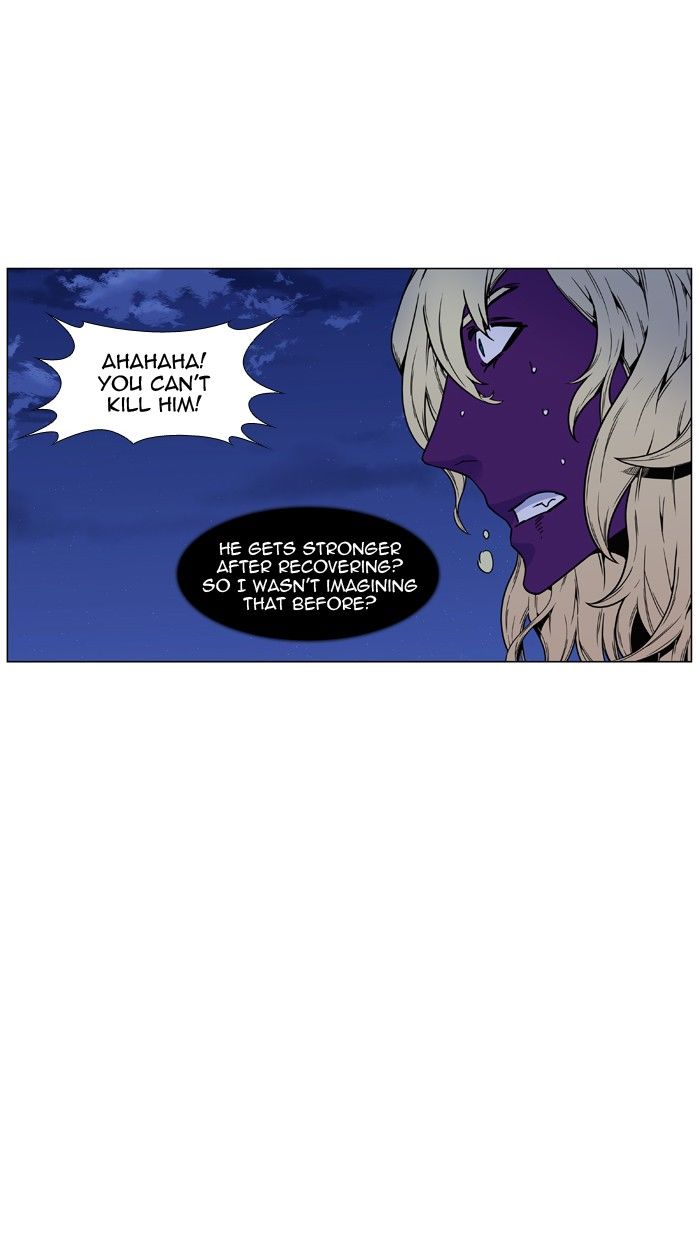 AHAHAHA!
YOU CAN'T
KILL HIM!
HE GETS STRONGER
AFTER RECOVERING?
SO I WASN'T IMAGINING
THAT BEFORE?